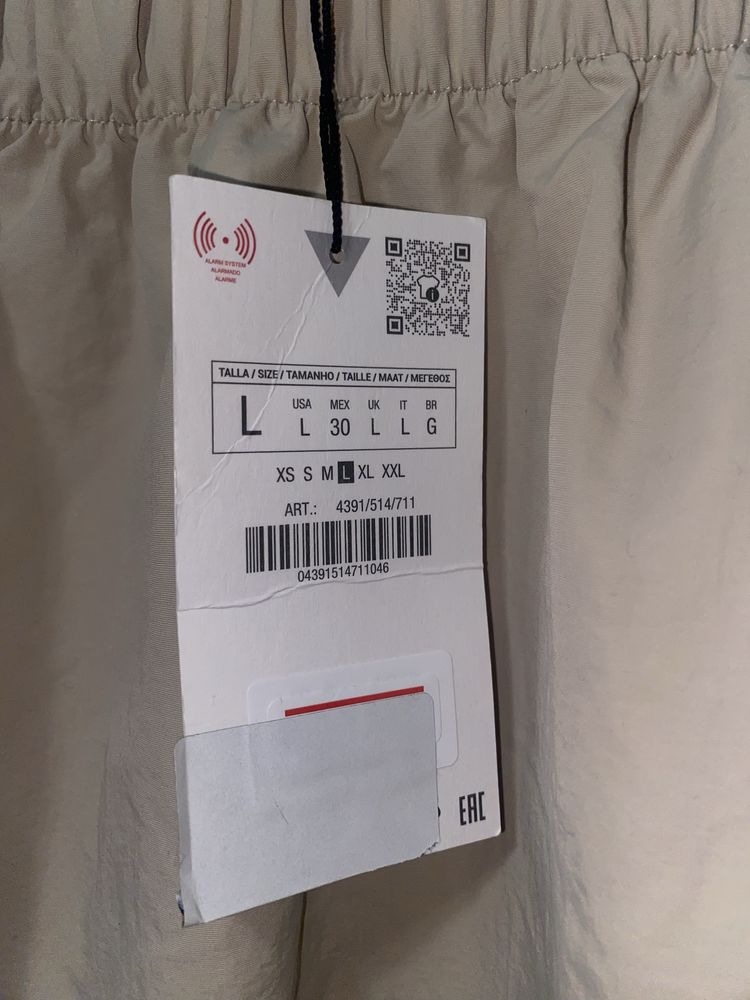 ALARM SYSTEM
ALARMADO
ALARME
TALLA / SIZE / TAMANHO / TAILLE / MAAT / ΜΕΓΕΘΟΣ
L
USA MEX UK IT BR
L 30 L L G
XS S M L XL XXL
ART.: 4391/514/711
04391514711046
EAC